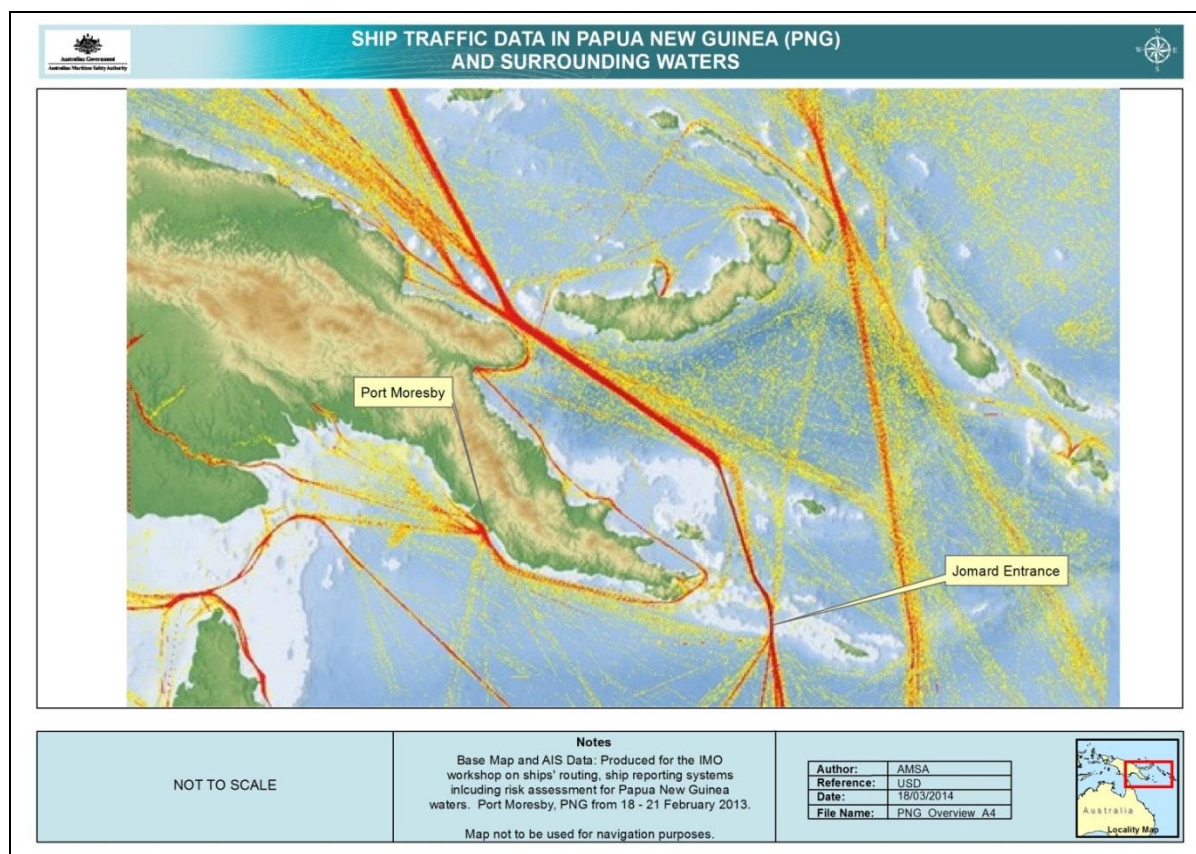 Australian Government
Australian Maritime Safety Authority
SHIP TRAFFIC DATA IN PAPUA NEW GUINEA (PNG)
AND SURROUNDING WATERS
N
W
E
S
Port Moresby
Jomard Entrance
NOT TO SCALE
Notes
Base Map and AIS Data: Produced for the IMO
workshop on ships' routing, ship reporting systems
inlcuding risk assessment for Papua New Guinea
waters. Port Moresby, PNG from 18 - 21 February 2013.
Map not to be used for navigation purposes.
Author: AMSA
Reference: USD
Date: 18/03/2014
File Name: PNG_Overview_A4
Australia
Locality Map